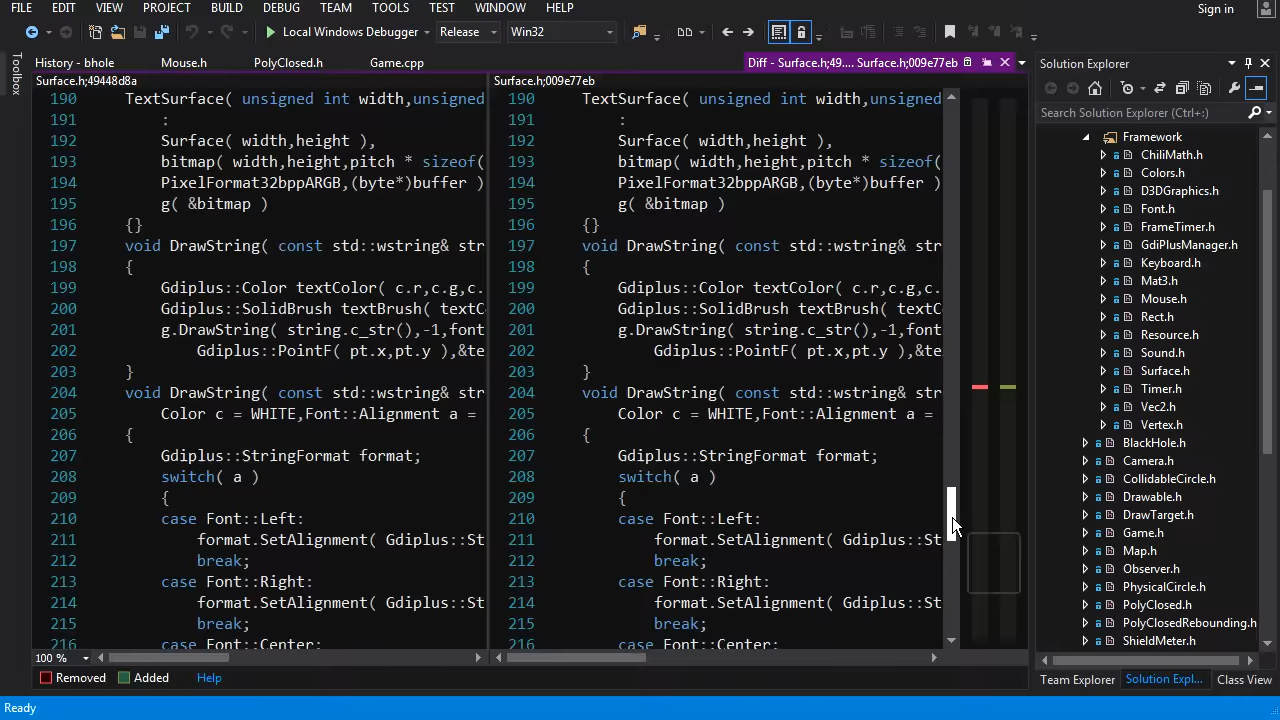 FILE EDIT VIEW PROJECT BUILD DEBUG TEAM TOOLS TEST WINDOW HELP
Sign in
Local Windows Debugger Release Win32
Toolbox
History - bhole Mouse.h PolyClosed.h Game.cpp Diff - Surface.h;49.... Surface.h;009e77eb
Surface.h;49448d8a
190 TextSurface( unsigned int width,unsigned
191 :
192 Surface( width,height ),
193 bitmap( width,height,pitch * sizeof(
194 PixelFormat32bppARGB,(byte*)buffer )
195 g( &bitmap )
196 {}
197 void DrawString( const std::wstring& str
198 {
199 Gdiplus::Color textColor( c.r,c.g,c.
200 Gdiplus::SolidBrush textBrush( textC
201 g.DrawString( string.c_str(),-1,font
202 Gdiplus::PointF( pt.x,pt.y ),&te
203 }
204 void DrawString( const std::wstring& str
205 Color c = WHITE,Font::Alignment a =
206 {
207 Gdiplus::StringFormat format;
208 switch( a )
209 {
210 case Font::Left:
211 format.SetAlignment( Gdiplus::St
212 break;
213 case Font::Right:
214 format.SetAlignment( Gdiplus::St
215 break;
216 case Font::Center:
100 %
Surface.h;009e77eb
190 TextSurface( unsigned int width,unsigned
191 :
192 Surface( width,height ),
193 bitmap( width,height,pitch * sizeof(
194 PixelFormat32bppARGB,(byte*)buffer )
195 g( &bitmap )
196 {}
197 void DrawString( const std::wstring& str
198 {
199 Gdiplus::Color textColor( c.r,c.g,c.
200 Gdiplus::SolidBrush textBrush( textC
201 g.DrawString( string.c_str(),-1,font
202 Gdiplus::PointF( pt.x,pt.y ),&te
203 }
204 void DrawString( const std::wstring& str
205 Color c = WHITE,Font::Alignment a =
206 {
207 Gdiplus::StringFormat format;
208 switch( a )
209 {
210 case Font::Left:
211 format.SetAlignment( Gdiplus::St
212 break;
213 case Font::Right:
214 format.SetAlignment( Gdiplus::St
215 break;
216 case Font::Center:
Removed Added Help
Solution Explorer
Search Solution Explorer (Ctrl+;)
Framework
ChiliMath.h
Colors.h
D3DGraphics.h
Font.h
FrameTimer.h
GdiPlusManager.h
Keyboard.h
Mat3.h
Mouse.h
Rect.h
Resource.h
Sound.h
Surface.h
Timer.h
Vec2.h
Vertex.h
BlackHole.h
Camera.h
CollidableCircle.h
Drawable.h
DrawTarget.h
Game.h
Map.h
Observer.h
PhysicalCircle.h
PolyClosed.h
PolyClosedRebounding.h
ShieldMeter.h
Team Explorer Solution Expl... Class View
Ready